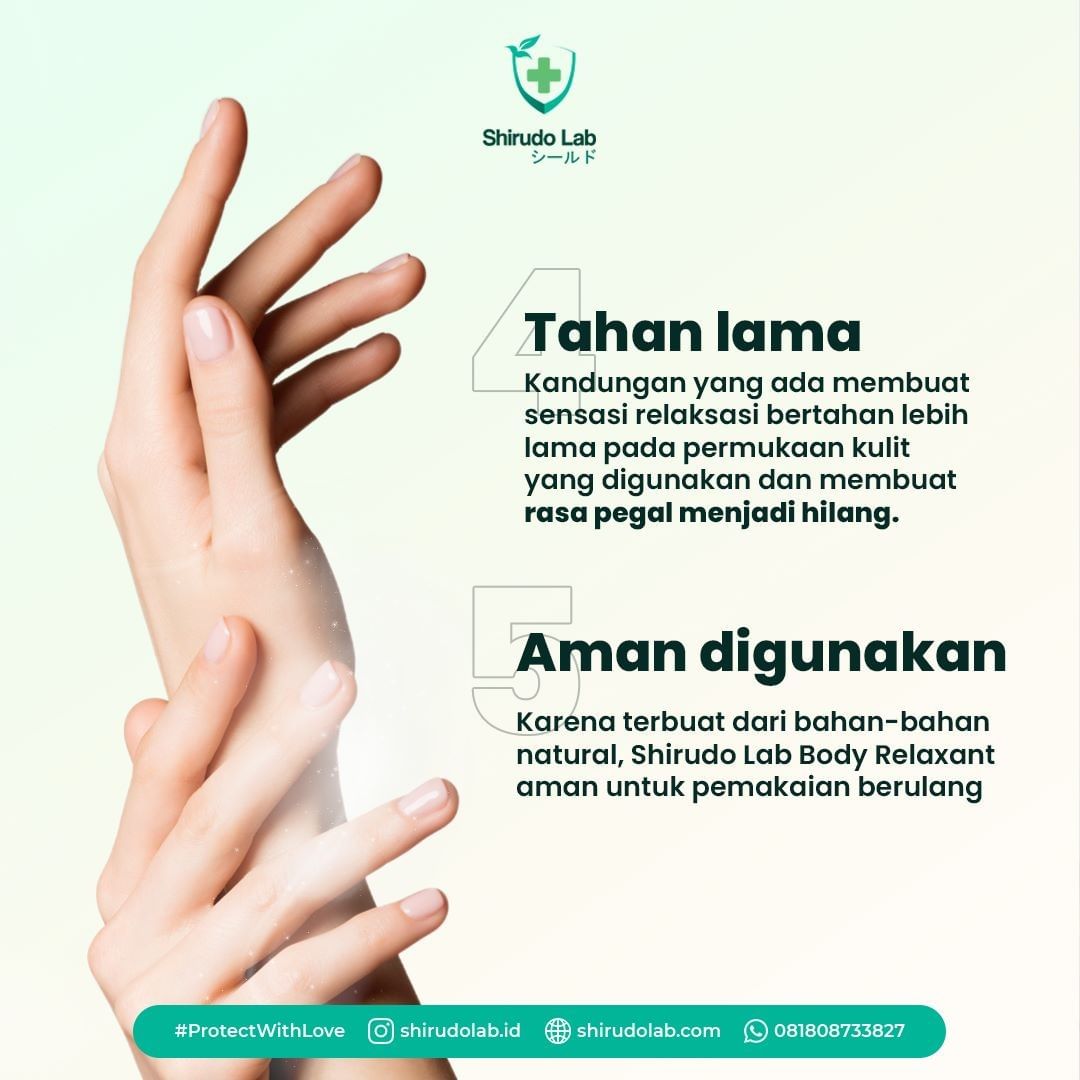 Shirudo Lab
シールド
4
Tahan lama
Kandungan yang ada membuat
sensasi relaksasi bertahan lebih
lama pada permukaan kulit
yang digunakan dan membuat
rasa pegal menjadi hilang.
5
Aman digunakan
Karena terbuat dari bahan-bahan
natural, Shirudo Lab Body Relaxant
aman untuk pemakaian berulang
#ProtectWithLove shirudolab.id shirudolab.com 081808733827